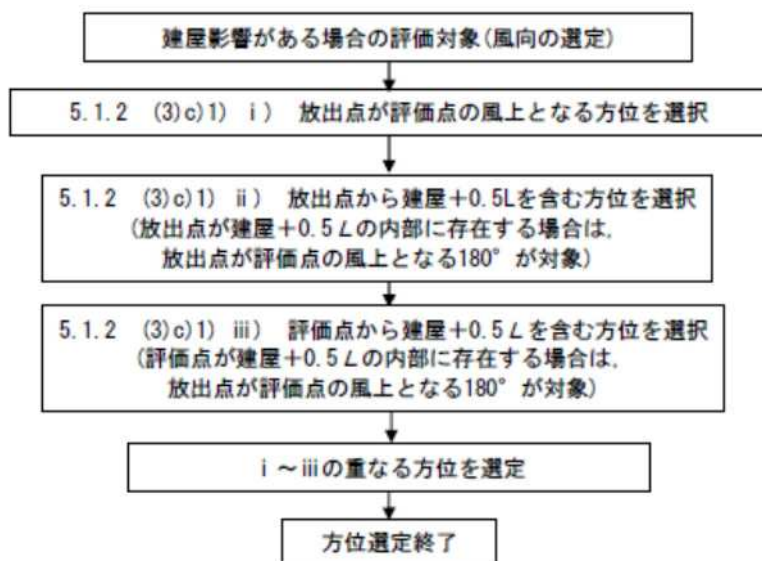 建屋影響がある場合の評価対象(風向の選定)
5.1.2 (3)c)1) ⅰ) 放出点が評価点の風上となる方位を選択
5.1.2 (3)c)1) ⅱ) 放出点から建屋+0.5Lを含む方位を選択
(放出点が建屋+0.5Lの内部に存在する場合は,
放出点が評価点の風上となる180°が対象)
5.1.2 (3)c)1) ⅲ) 評価点から建屋+0.5Lを含む方位を選択
(評価点が建屋+0.5Lの内部に存在する場合は,
放出点が評価点の風上となる180°が対象)
ⅰ~ⅲの重なる方位を選定
方位選定終了